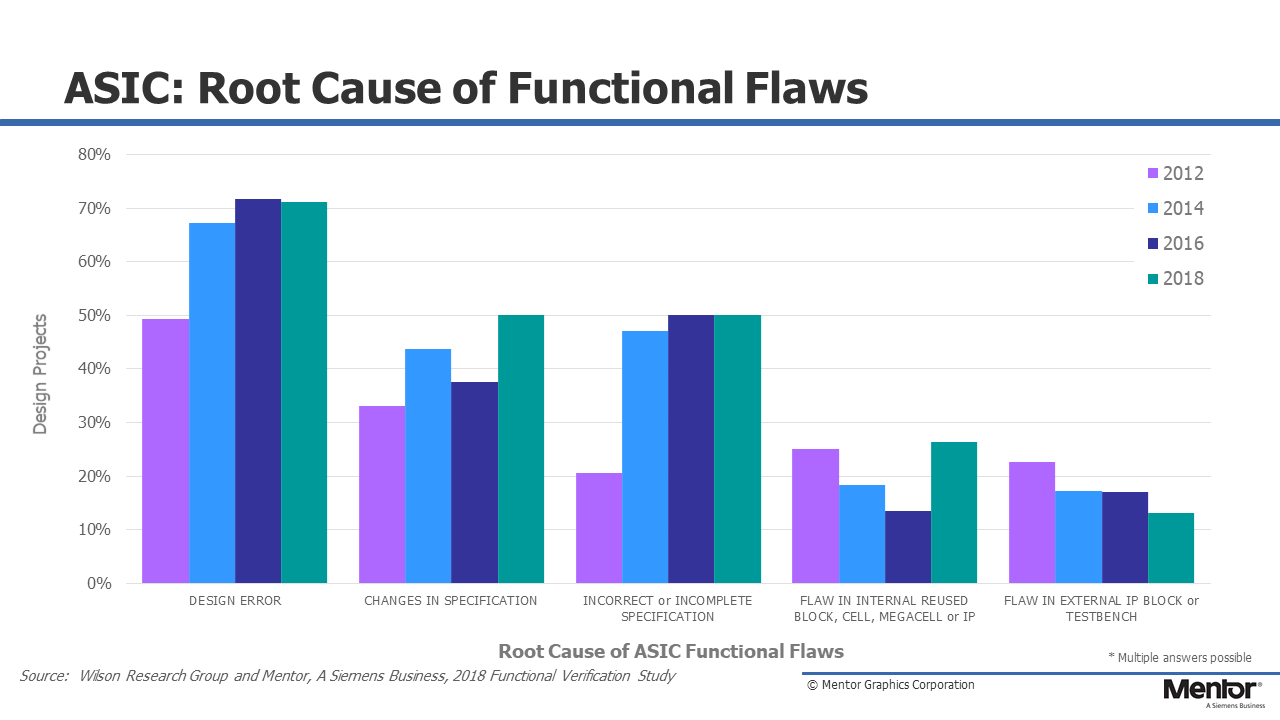 ASIC: Root Cause of Functional Flaws
80%
70%
60%
50%
40%
30%
20%
10%
0%
Design Projects
2012
2014
2016
2018
DESIGN ERROR
CHANGES IN SPECIFICATION
INCORRECT or INCOMPLETE
SPECIFICATION
FLAW IN INTERNAL REUSED
BLOCK, CELL, MEGACELL or IP
FLAW IN EXTERNAL IP BLOCK or
TESTBENCH
Root Cause of ASIC Functional Flaws
* Multiple answers possible
Source: Wilson Research Group and Mentor, A Siemens Business, 2018 Functional Verification Study
© Mentor Graphics Corporation
Mentor®
A Siemens Business